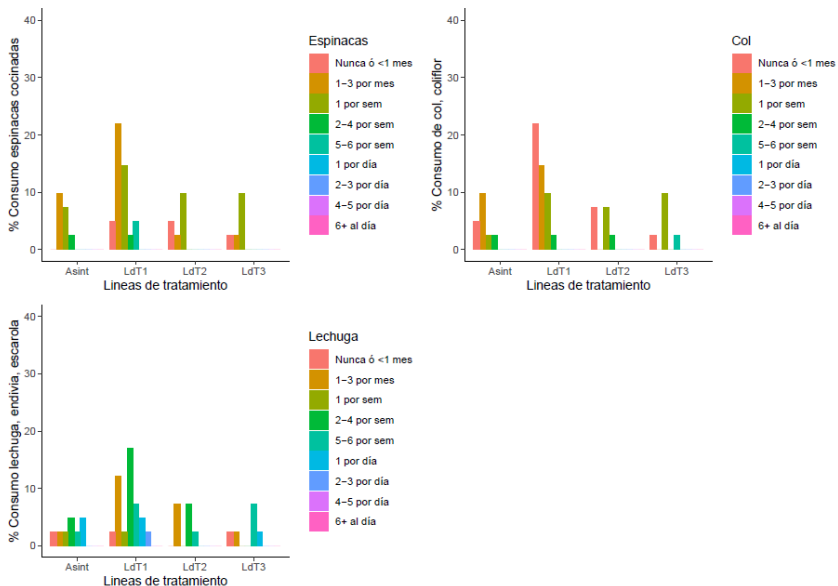 % Consumo espinacas cocinadas
40
30
20
10
0
Asint LdT1 LdT2 LdT3
Lineas de tratamiento
Espinacas
Nunca ó <1 mes
1−3 por mes
1 por sem
2−4 por sem
5−6 por sem
1 por día
2−3 por día
4−5 por día
6+ al día
% Consumo de col, coliflor
40
30
20
10
0
Asint LdT1 LdT2 LdT3
Lineas de tratamiento
Col
Nunca ó <1 mes
1−3 por mes
1 por sem
2−4 por sem
5−6 por sem
1 por día
2−3 por día
4−5 por día
6+ al día
% Consumo lechuga, endivia, escarola
40
30
20
10
0
Asint LdT1 LdT2 LdT3
Lineas de tratamiento
Lechuga
Nunca ó <1 mes
1−3 por mes
1 por sem
2−4 por sem
5−6 por sem
1 por día
2−3 por día
4−5 por día
6+ al día